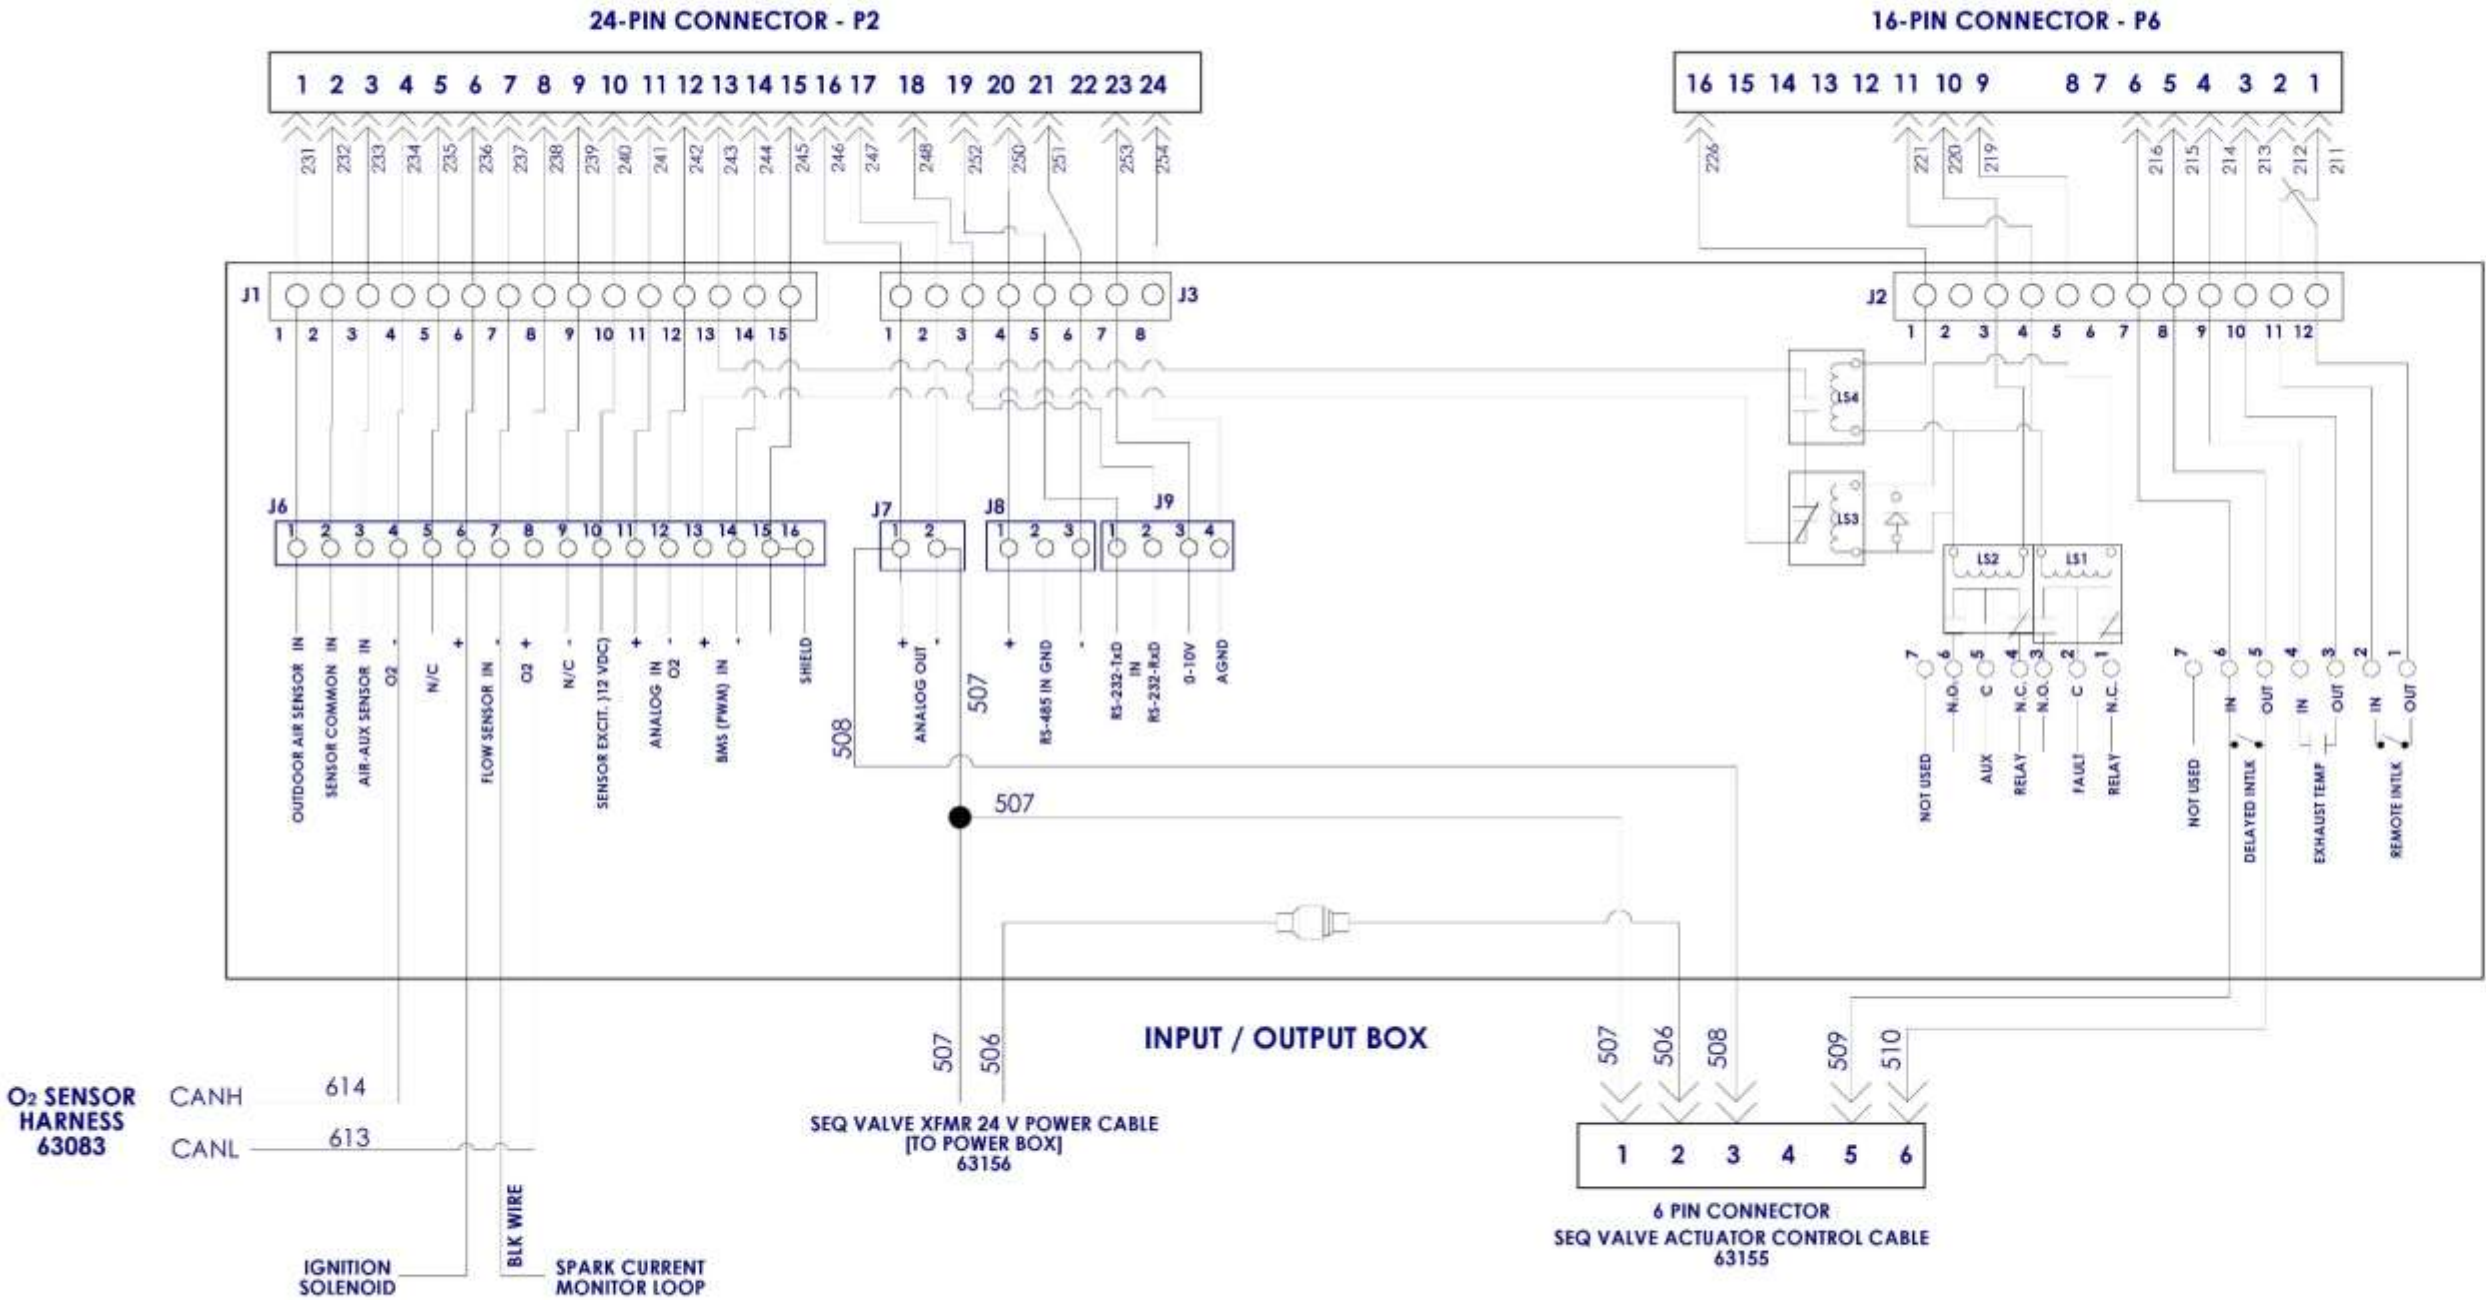 24-PIN CONNECTOR - P2
16-PIN CONNECTOR - P6
1 2 3 4 5 6 7 8 9 10 11 12 13 14 15 16 17 18 19 20 21 22 23 24
16 15 14 13 12 11 10 9 8 7 6 5 4 3 2 1
231 232 233 234 235 236 237 238 239 240 241 242 243 244 245 246 247 248 252 250 251 253 254
226 221 220 219 216 215 214 213 212 211
J1
J3
J2
1 2 3 4 5 6 7 8 9 10 11 12 13 14 15
1 2 3 4 5 6 7 8
1 2 3 4 5 6 7 8 9 10 11 12
LS4
LS3
LS2
LS1
J6
J7
J8
J9
1 2 3 4 5 6 7 8 9 10 11 12 13 14 15 16
1 2
1 2 3
1 2 3 4
OUTDOOR AIR SENSOR IN
SENSOR COMMON IN
AIR-AUX SENSOR IN
O2 -
N/C
+
FLOW SENSOR IN -
O2 +
N/C -
SENSOR EXCIT. )12 VDC)
+
ANALOG IN
O2 -
+
BMS (PWM) IN -
SHIELD
+
ANALOG OUT -
+
RS-485 IN GND
-
RS-232-TxD
IN
RS-232-RxD
0-10V
AGND
7 6 5 4 3 2 1
N.O. C N.C. N.O. C N.C.
NOT USED
AUX
RELAY
FAULT
RELAY
7 6 5 4 3 2 1
IN OUT IN OUT IN OUT
NOT USED
DELAYED INTLK
EXHAUST TEMP
REMOTE INTLK
508
507
507
INPUT / OUTPUT BOX
507
506
507
506
508
509
510
O2 SENSOR
HARNESS
63083
CANH
614
CANL
613
SEQ VALVE XFMR 24 V POWER CABLE
[TO POWER BOX]
63156
1 2 3 4 5 6
6 PIN CONNECTOR
SEQ VALVE ACTUATOR CONTROL CABLE
63155
BLK WIRE
IGNITION
SOLENOID
SPARK CURRENT
MONITOR LOOP